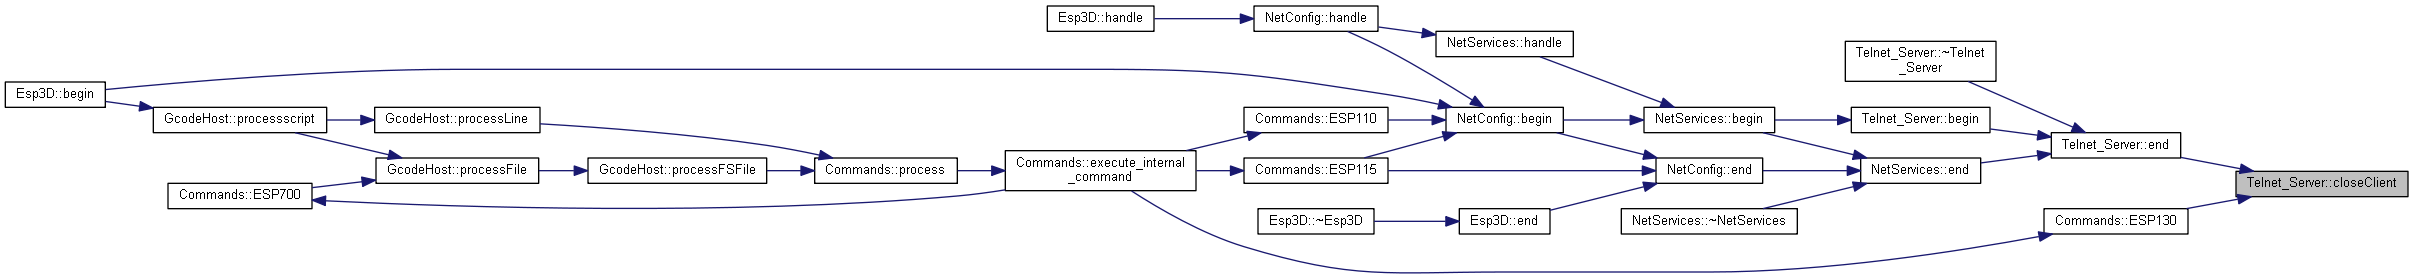 Esp3D::handle
NetConfig::handle
NetServices::handle
Telnet_Server::~Telnet
_Server
Esp3D::begin
GcodeHost::processscript
GcodeHost::processLine
Commands::ESP110
NetConfig::begin
NetServices::begin
Telnet_Server::begin
Telnet_Server::end
Commands::execute_internal
_command
GcodeHost::processFile
GcodeHost::processFSFile
Commands::process
Commands::ESP115
NetConfig::end
NetServices::end
Telnet_Server::closeClient
Commands::ESP700
Esp3D::~Esp3D
Esp3D::end
NetServices::~NetServices
Commands::ESP130